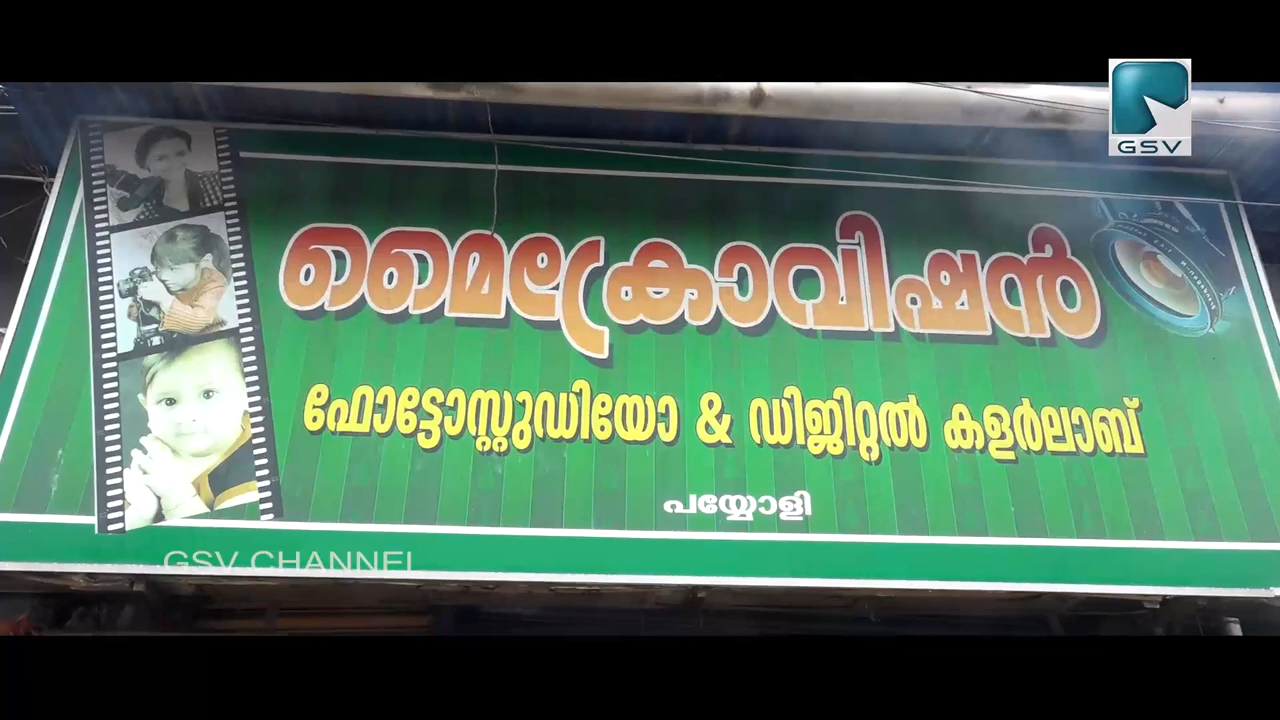 GSV
മൈക്രോവിഷൻ
ഫോട്ടോസ്റ്റുഡിയോ & ഡിജിറ്റൽ കളർലാബ്
പയ്യോളി
GSV CHANNEL